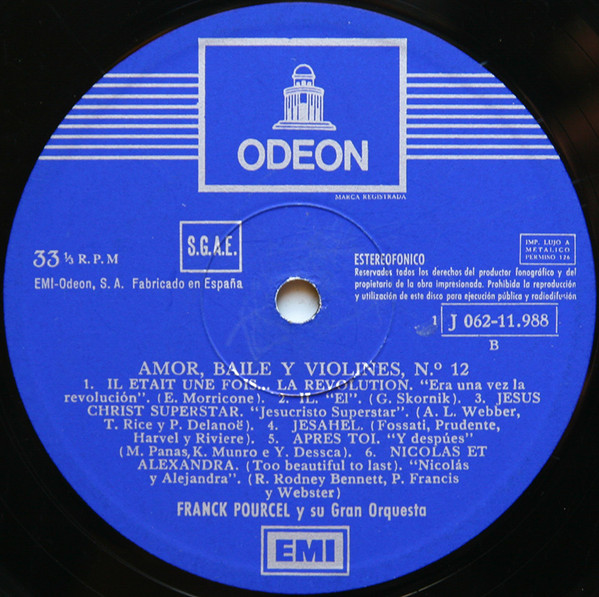 ODEON
MARCA REGISTRADA
33 ⅓ R.P.M
S.G.A.E.
EMI-Odeon, S. A. Fabricado en España
ESTEREOFONICO
Reservados todos los derechos del productor fonográfico y del
propietario de la obra impresionada. Prohibida la reproducción
y utilización de este disco para ejecución pública y radiodifusión
IMP. LUJO A
METALICO
PERMISO 126
1 J 062-11.988
B
AMOR, BAILE Y VIOLINES, N.º 12
1. IL ETAIT UNE FOIS... LA REVOLUTION. "Era una vez la
revolución". (E. Morricone). 2. IL. "El". (G. Skornik). 3. JESUS
CHRIST SUPERSTAR. "Jesucristo Superstar". (A. L. Webber,
T. Rice y P. Delanoë). 4. JESAHEL. (Fossati, Prudente,
Harvel y Riviere). 5. APRES TOI. "Y despúes".
(M. Panas, K. Munro e Y. Dessca). 6. NICOLAS ET
ALEXANDRA. (Too beautiful to last). "Nicolás
y Alejandra". (R. Rodney Bennett, P. Francis
y Webster)
FRANCK POURCEL y su Gran Orquesta
EMI